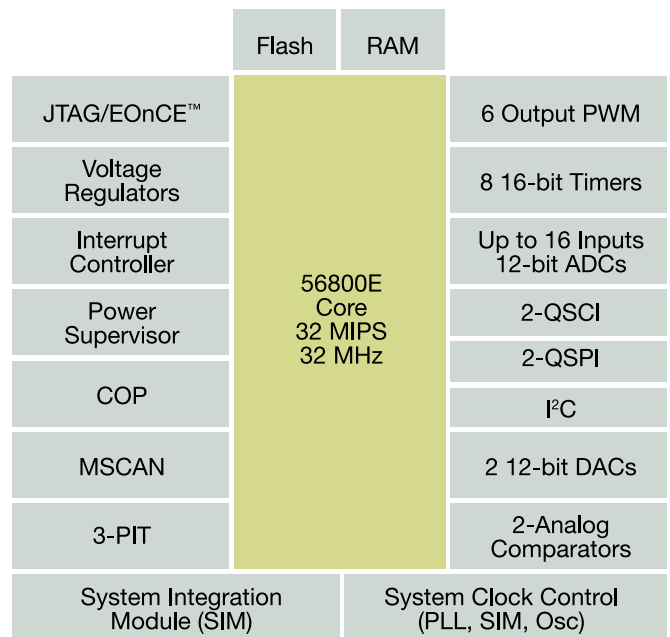 Flash
RAM
JTAG/EOnCE™
Voltage
Regulators
Interrupt
Controller
Power
Supervisor
COP
MSCAN
3-PIT
56800E
Core
32 MIPS
32 MHz
6 Output PWM
8 16-bit Timers
Up to 16 Inputs
12-bit ADCs
2-QSCI
2-QSPI
I²C
2 12-bit DACs
2-Analog
Comparators
System Integration
Module (SIM)
System Clock Control
(PLL, SIM, Osc)